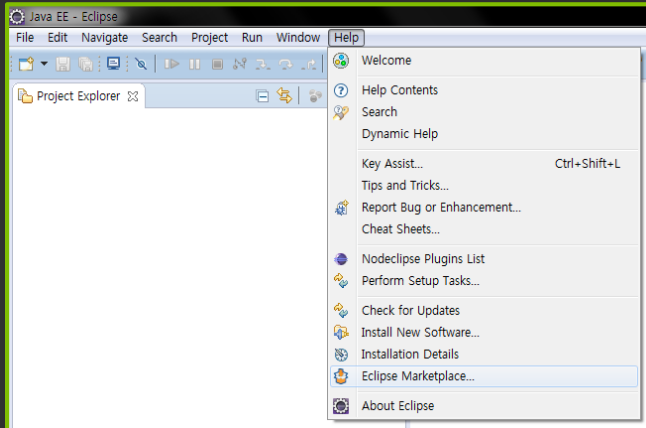 Java EE - Eclipse
File Edit Navigate Search Project Run Window Help
Project Explorer
Welcome
Help Contents
Search
Dynamic Help
Key Assist... Ctrl+Shift+L
Tips and Tricks...
Report Bug or Enhancement...
Cheat Sheets...
Nodeclipse Plugins List
Perform Setup Tasks...
Check for Updates
Install New Software...
Installation Details
Eclipse Marketplace...
About Eclipse